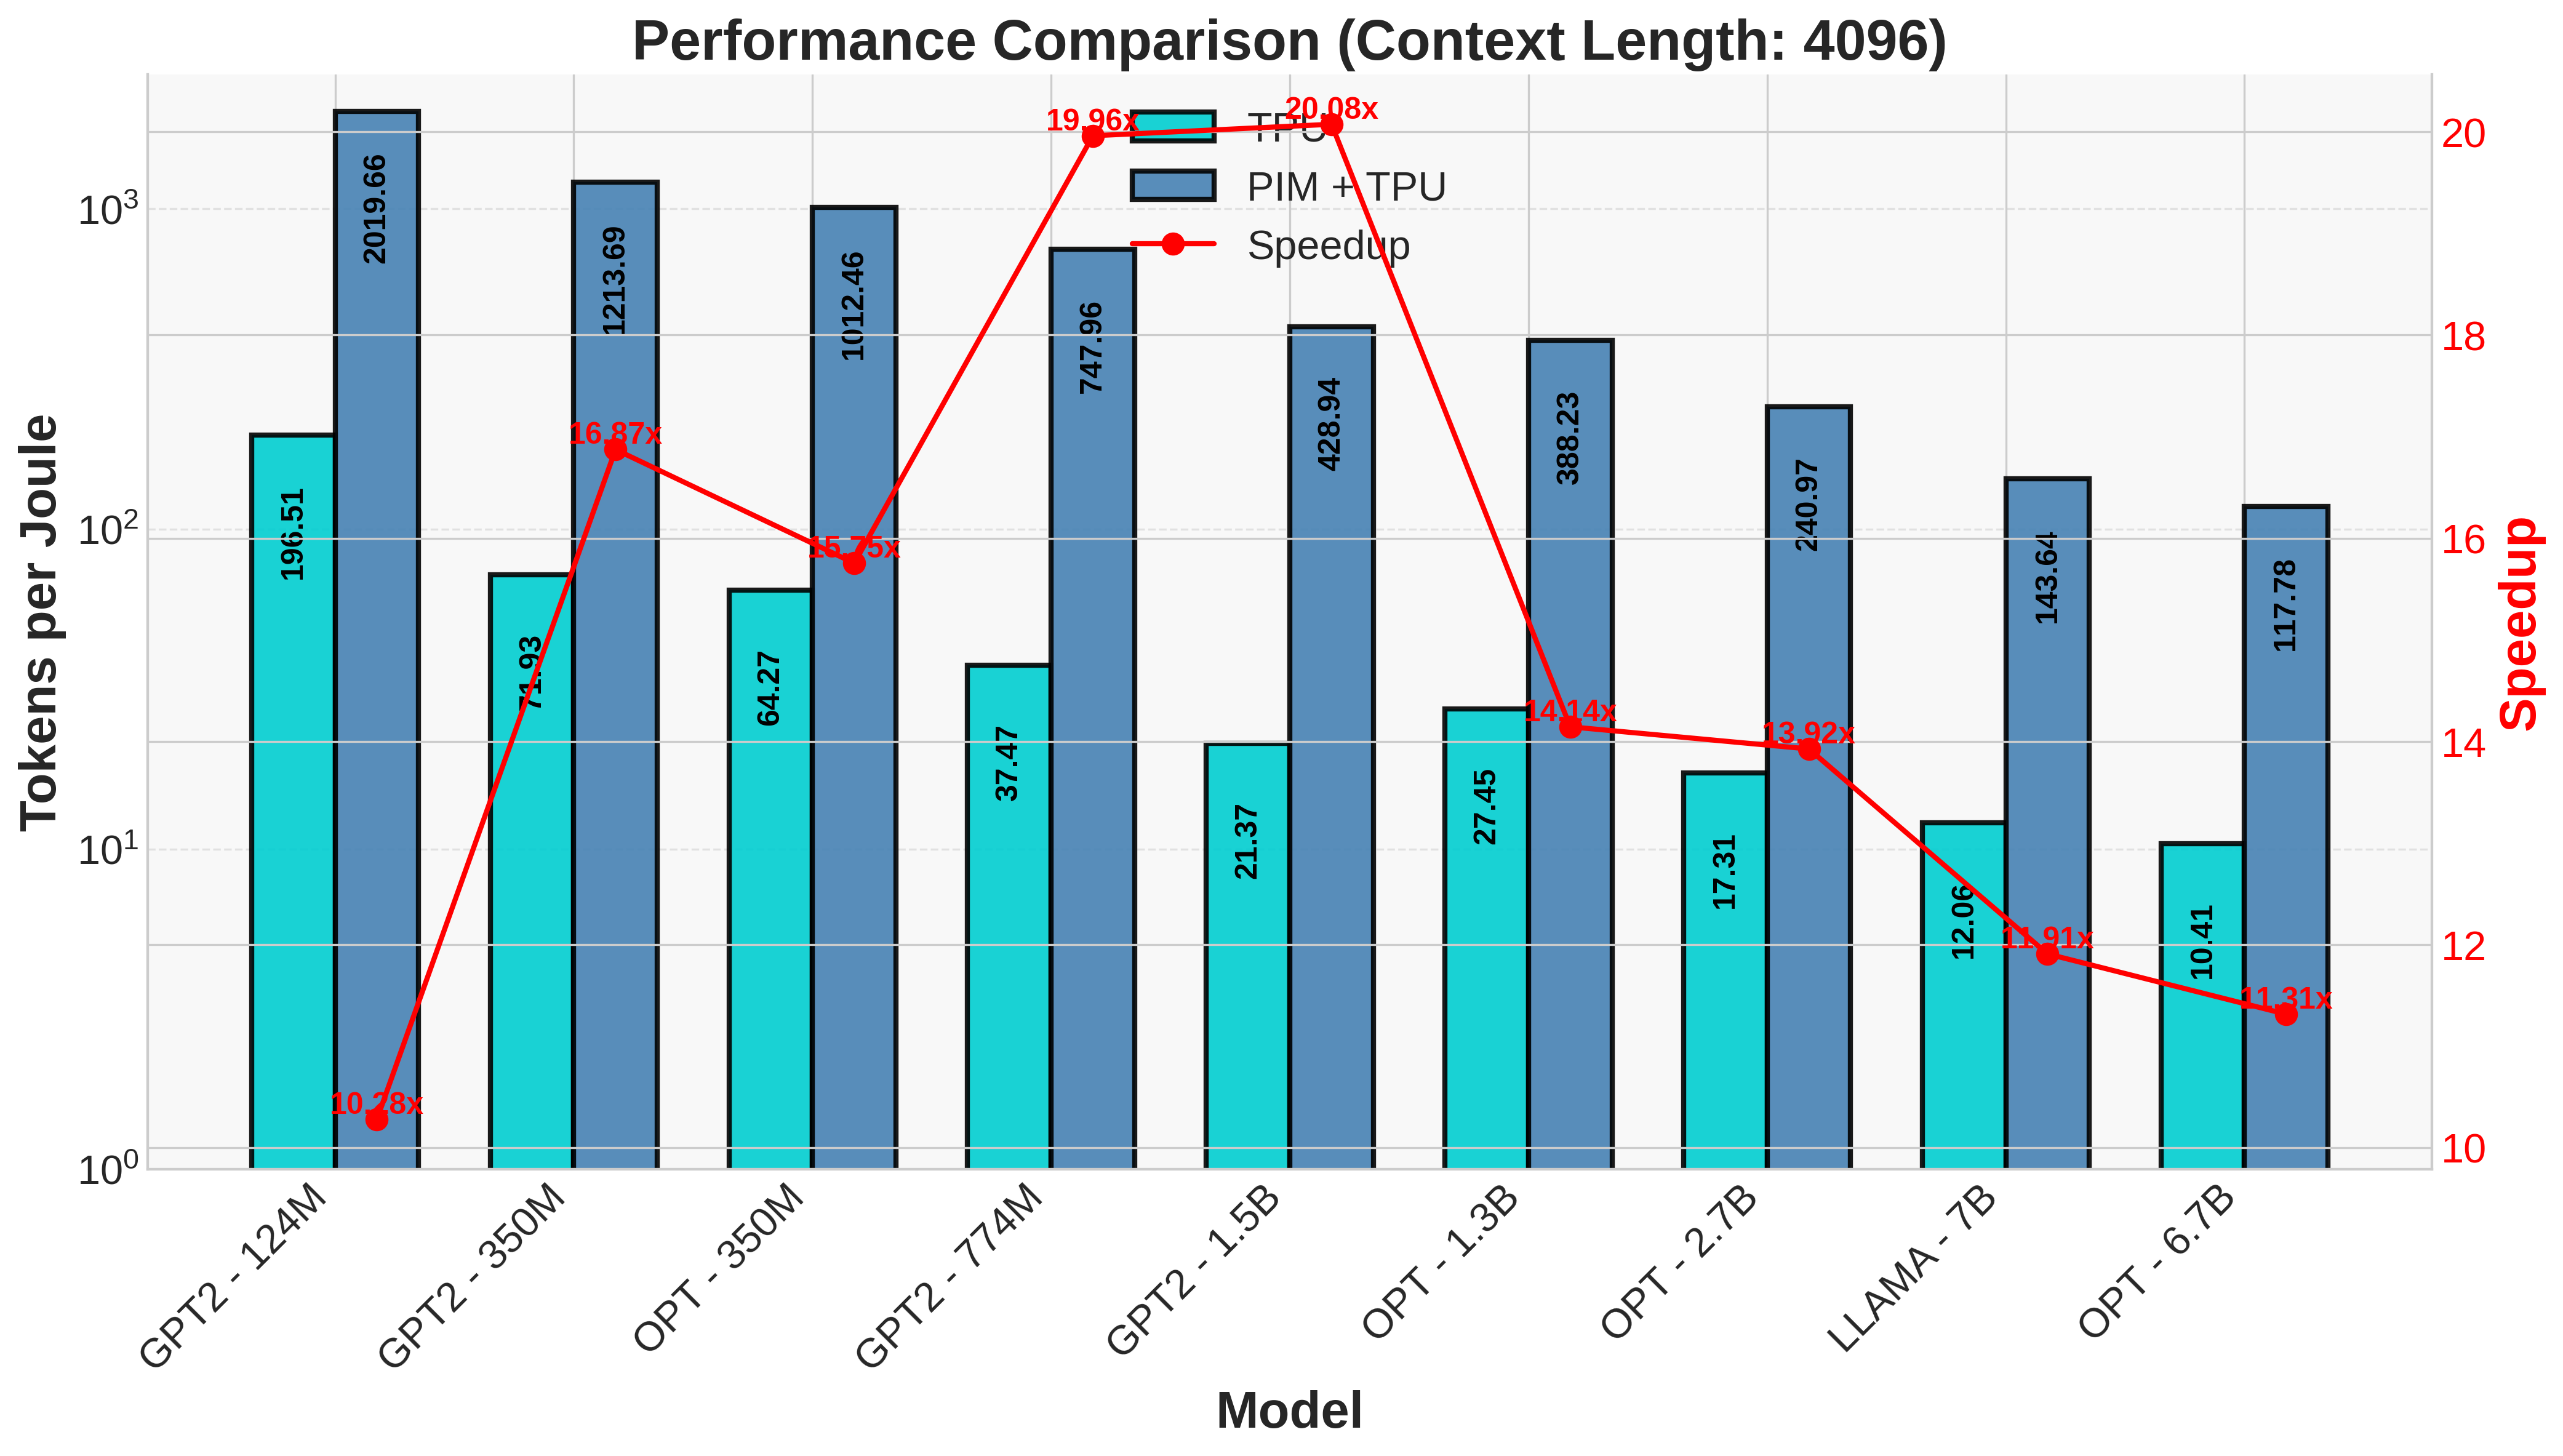 Performance Comparison (Context Length: 4096)
TPU
PIM + TPU
Speedup
Tokens per Joule
10³
10²
10¹
10⁰
Speedup
20
18
16
14
12
10
196.51
2019.66
10.28x
71.93
1213.69
16.87x
64.27
1012.46
15.75x
37.47
747.96
19.96x
21.37
428.94
20.08x
27.45
388.23
14.14x
17.31
240.97
13.92x
12.06
143.64
11.91x
10.41
117.78
11.31x
GPT2 - 124M
GPT2 - 350M
OPT - 350M
GPT2 - 774M
GPT2 - 1.5B
OPT - 1.3B
OPT - 2.7B
LLAMA - 7B
OPT - 6.7B
Model